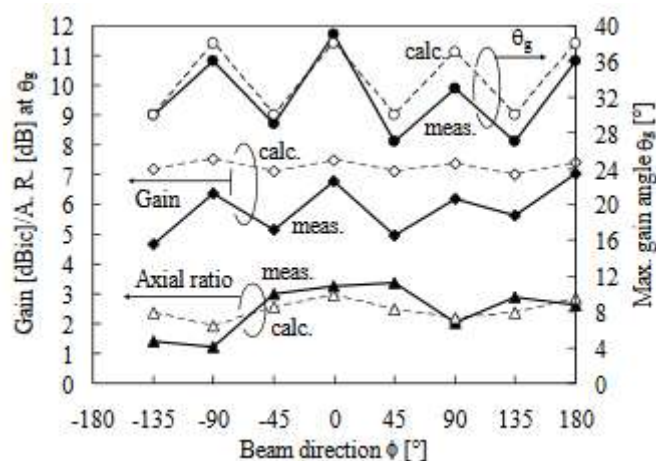 Gain [dBic]/A. R. [dB] at θg
12
11
10
9
8
7
6
5
4
3
2
1
0
40
36
32
28
24
20
16
12
8
4
0
Max. gain angle θg [°]
calc.
θg
meas.
calc.
Gain
meas.
Axial ratio
meas.
calc.
-180 -135 -90 -45 0 45 90 135 180
Beam direction ϕ [°]